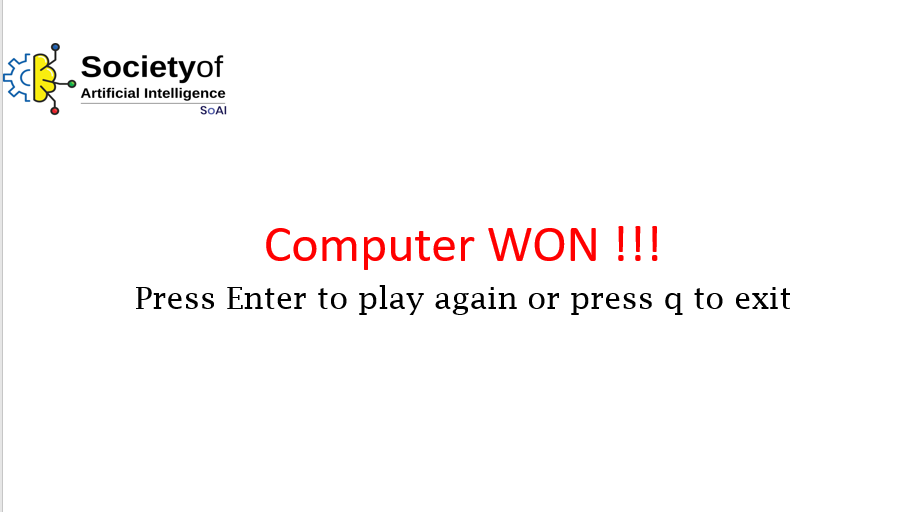 Societyof
Artificial Intelligence
SoAI
Computer WON !!!
Press Enter to play again or press q to exit